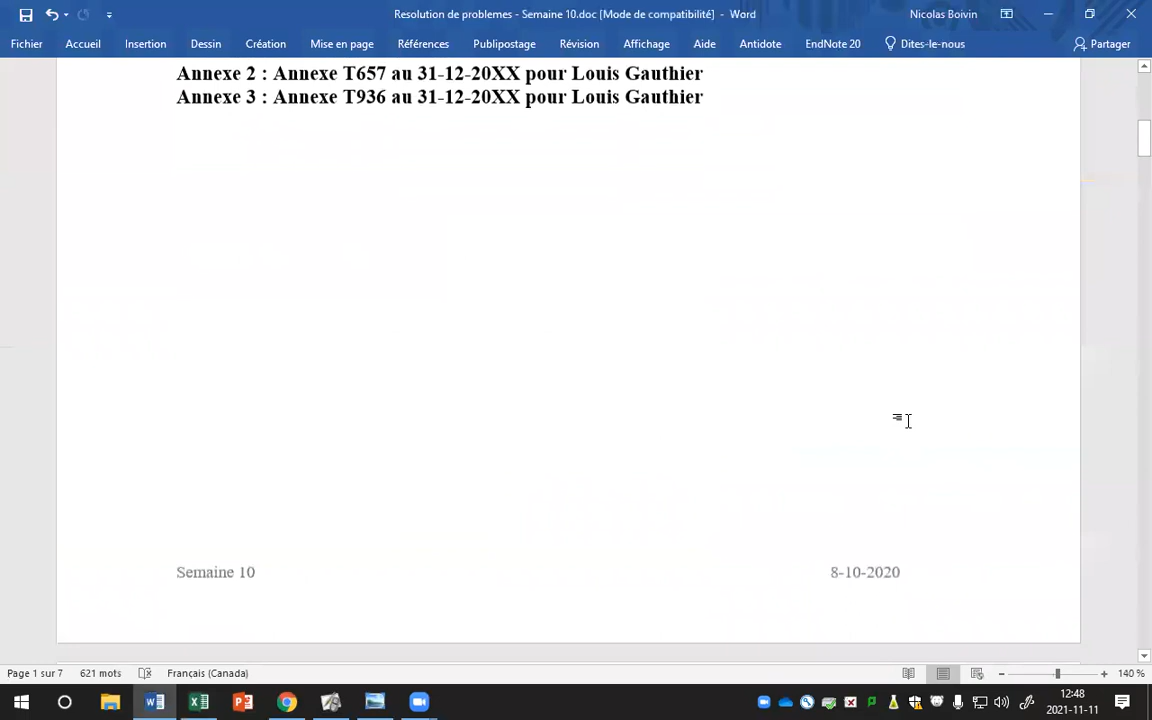 Resolution de problemes - Semaine 10.doc [Mode de compatibilité] - Word
Nicolas Boivin
Fichier Accueil Insertion Dessin Création Mise en page Références Publipostage Révision Affichage Aide Antidote EndNote 20 Dites-le-nous Partager
Annexe 2 : Annexe T657 au 31-12-20XX pour Louis Gauthier
Annexe 3 : Annexe T936 au 31-12-20XX pour Louis Gauthier
Semaine 10 8-10-2020
Page 1 sur 7 621 mots Français (Canada) 140 %
12:48
2021-11-11